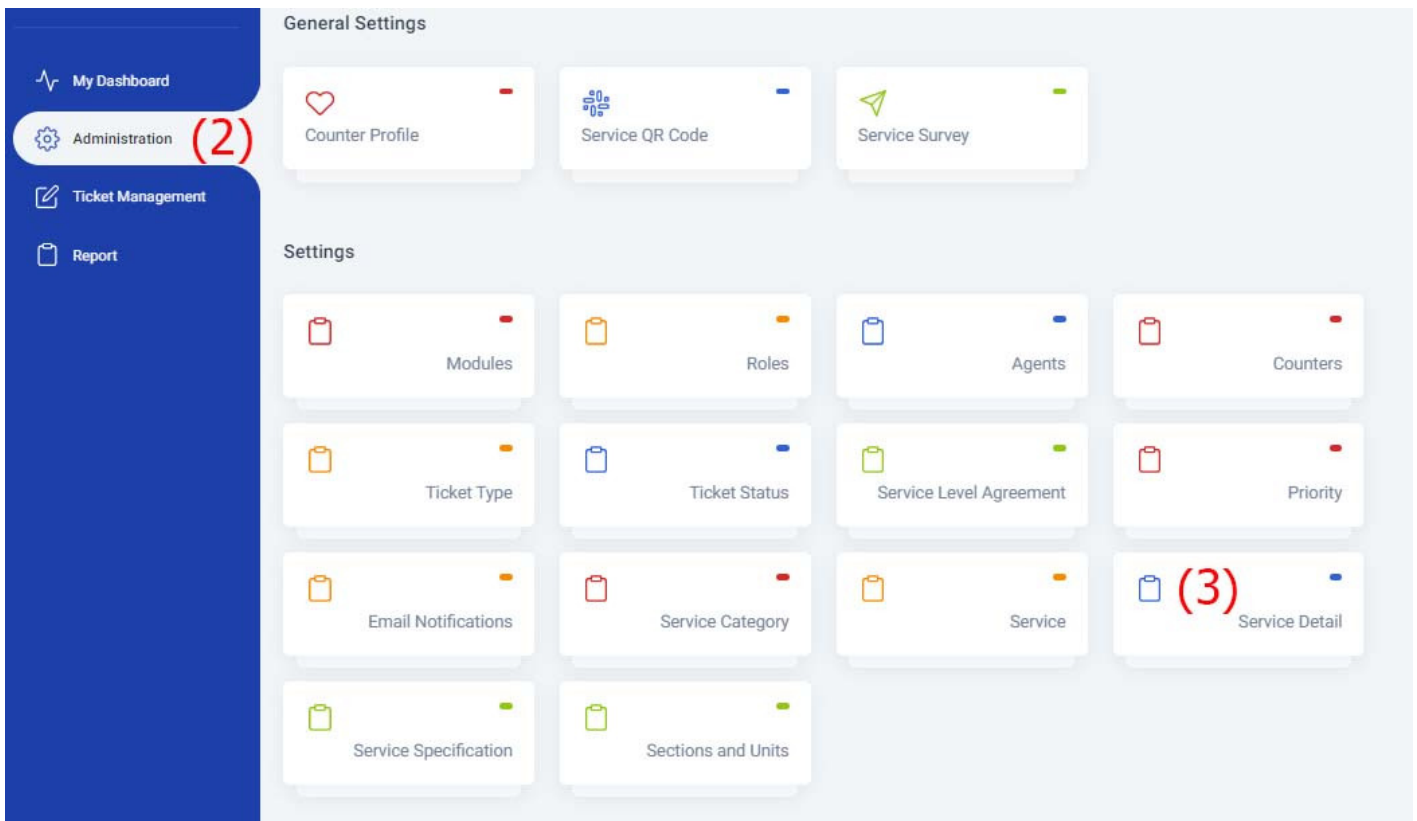 General Settings
My Dashboard
Administration (2)
Ticket Management
Report
Counter Profile
Service QR Code
Service Survey
Settings
Modules
Roles
Agents
Counters
Ticket Type
Ticket Status
Service Level Agreement
Priority
Email Notifications
Service Category
Service
(3)
Service Detail
Service Specification
Sections and Units